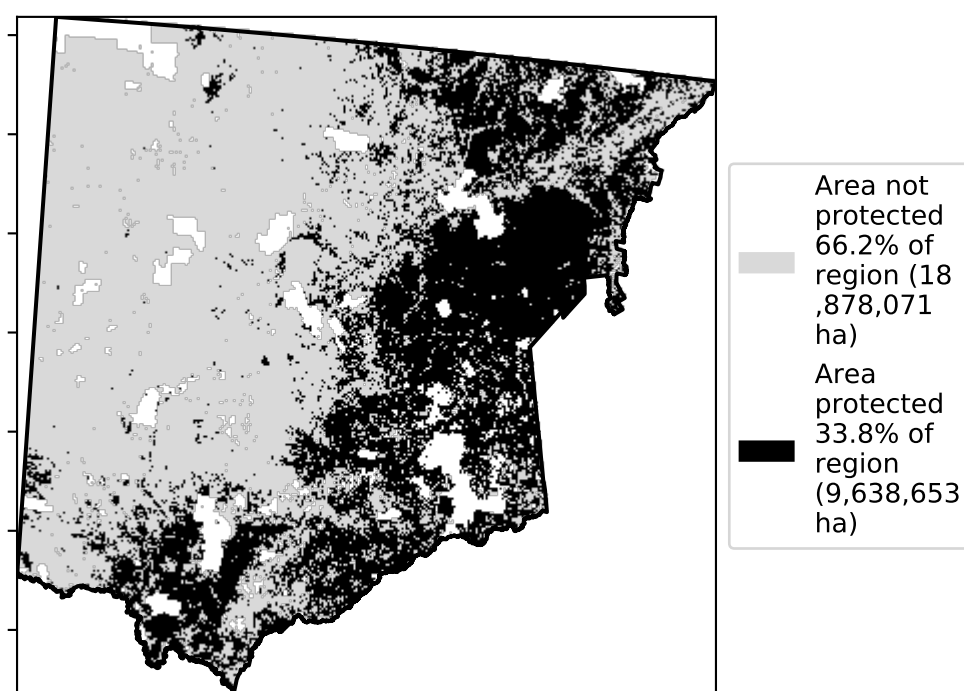 Area not
protected
66.2% of
region (18
,878,071
ha)
Area
protected
33.8% of
region
(9,638,653
ha)